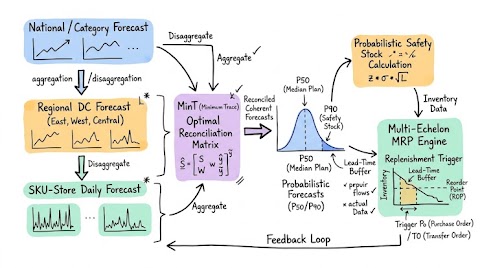 National/Category Forecast
Disaggregate
Aggregate ✓
aggregation / disaggregation
Regional DC Forecast
(East, West, Central)
Disaggregate
SKU-Store Daily Forecast
Aggregate
MinT (Minimum Trace)
Optimal
Reconciliation
Matrix
S
W
Reconciled
Coherent
Forecasts
P50
(Median Plan)
P90
(Safety
Stock)
P50
(Median Plan)
Lead-Time
Buffer
Probabilistic
Forecasts
(P50/P90)
flows
actual data
Probabilistic Safety
Stock
Calculation
z * σ * √L
Inventory Data
Multi-Echelon
MRP Engine
Replenishment Trigger
Inventory
Lead-Time
Buffer
Reorder
Point
(ROP)
Trigger Po (Purchase Order)
/ TO (Transfer Order)
Feedback Loop